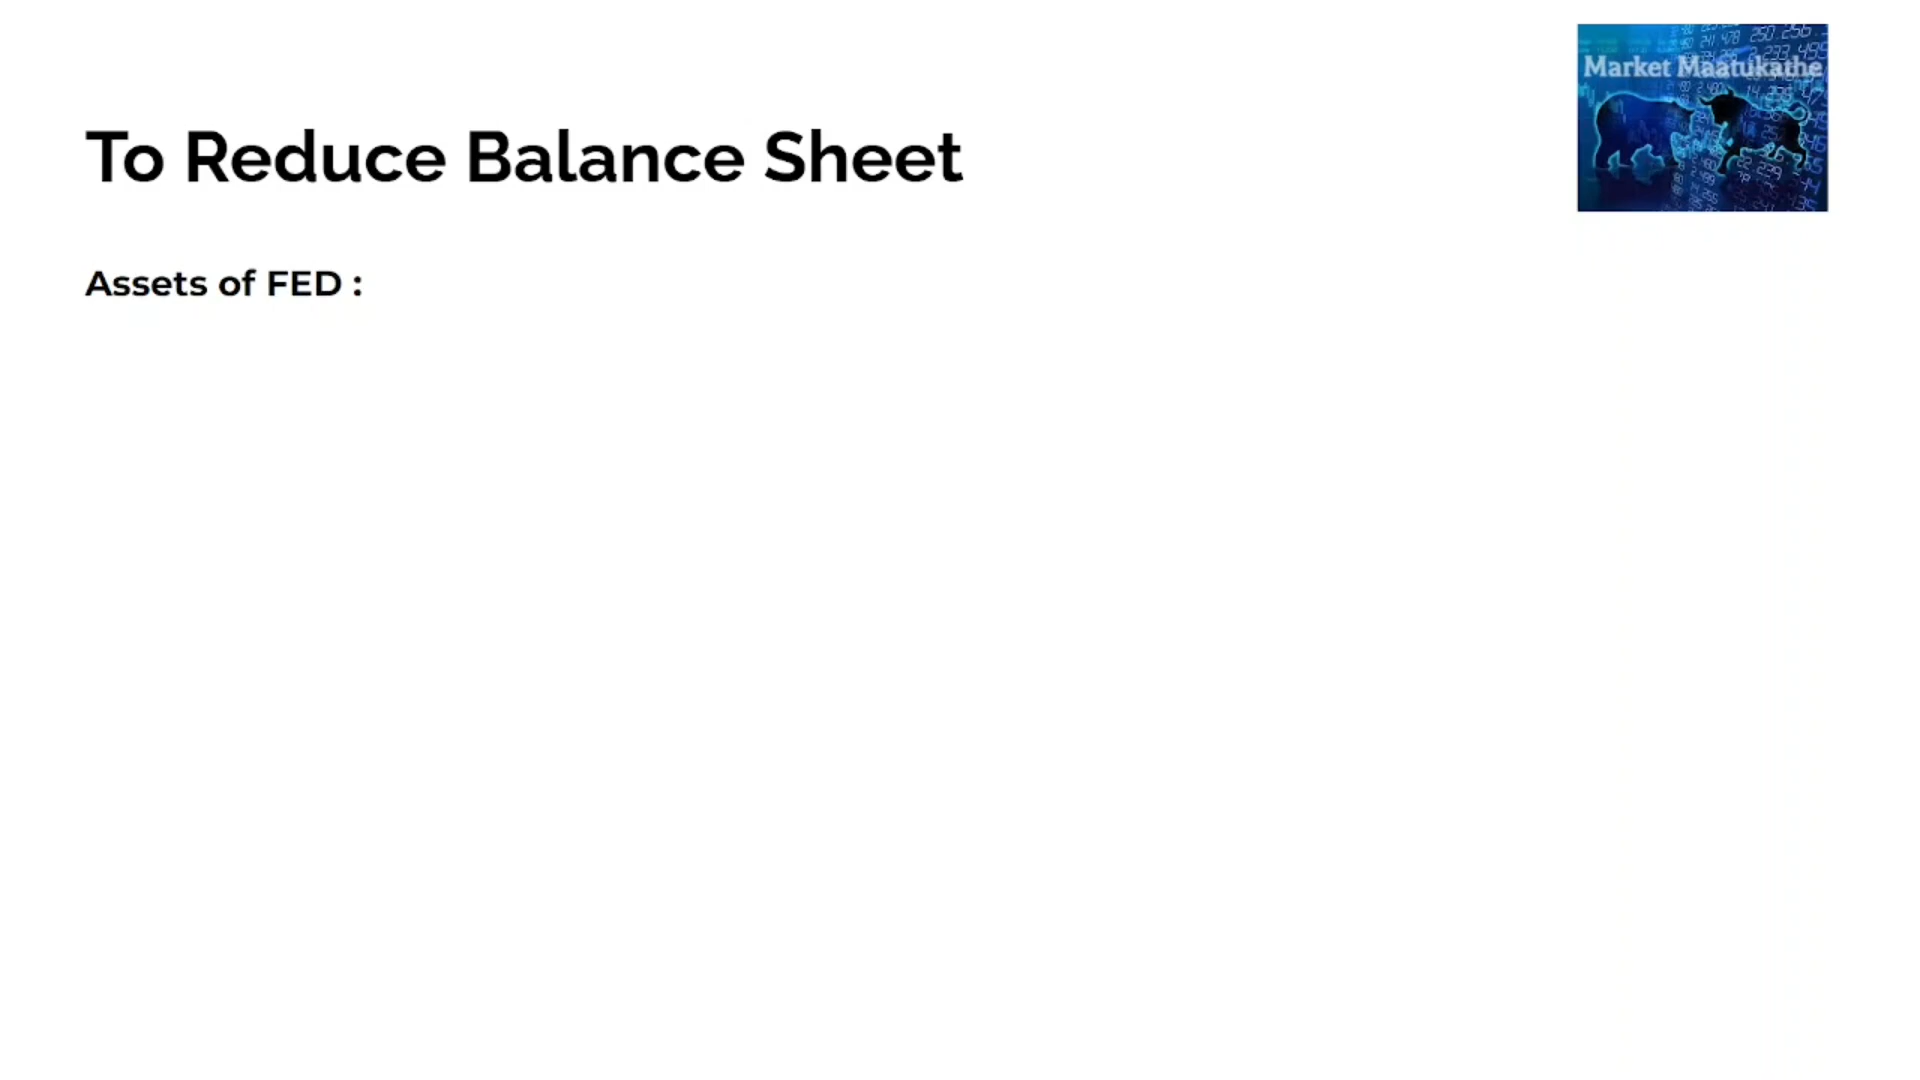 Market Maatukathe
To Reduce Balance Sheet
Assets of FED :